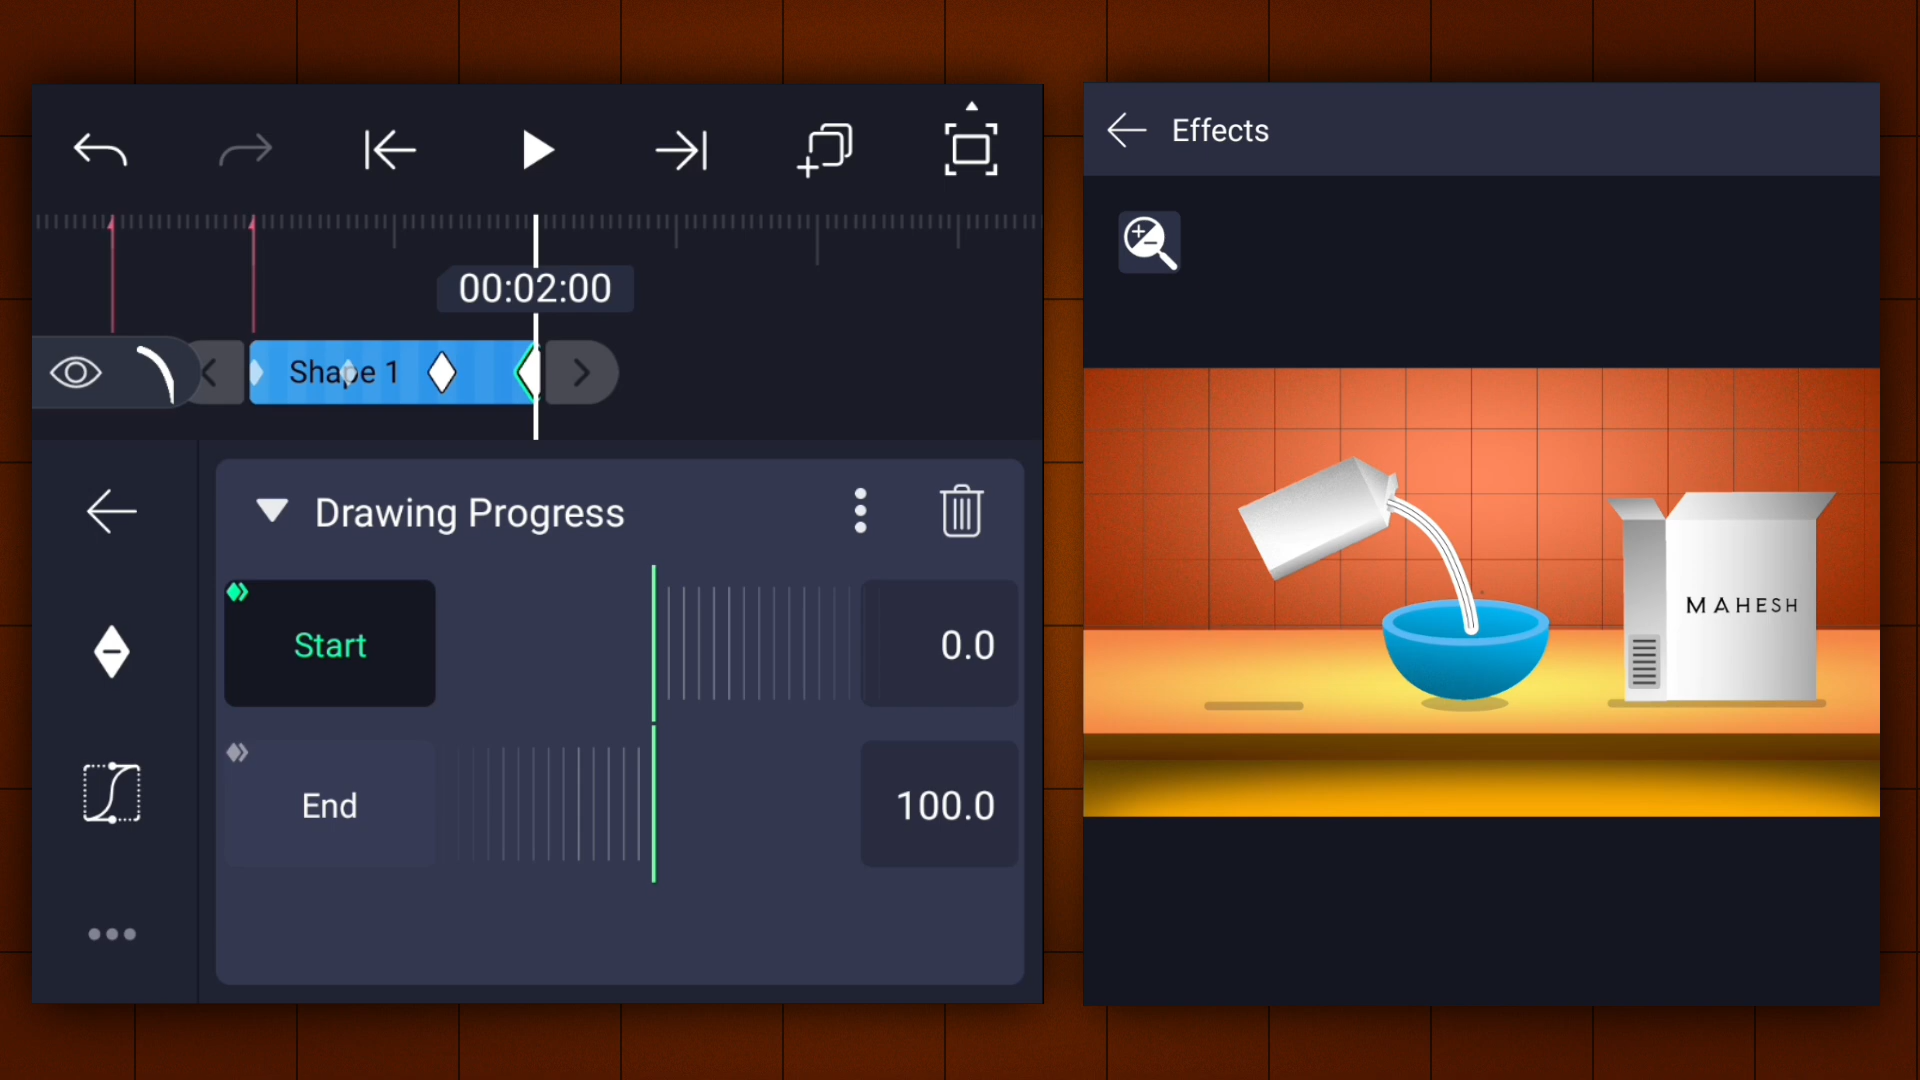 00:02:00
Shape 1
Drawing Progress
Start
0.0
End
100.0
Effects
MAHESH